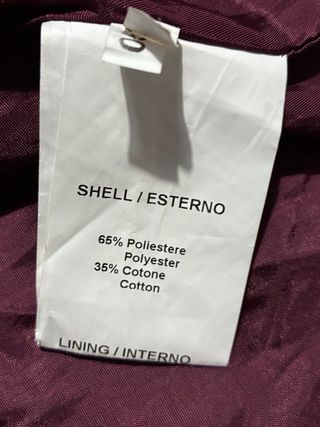 SHELL / ESTERNO
65% Poliestere
Polyester
35% Cotone
Cotton
LINING / INTERNO